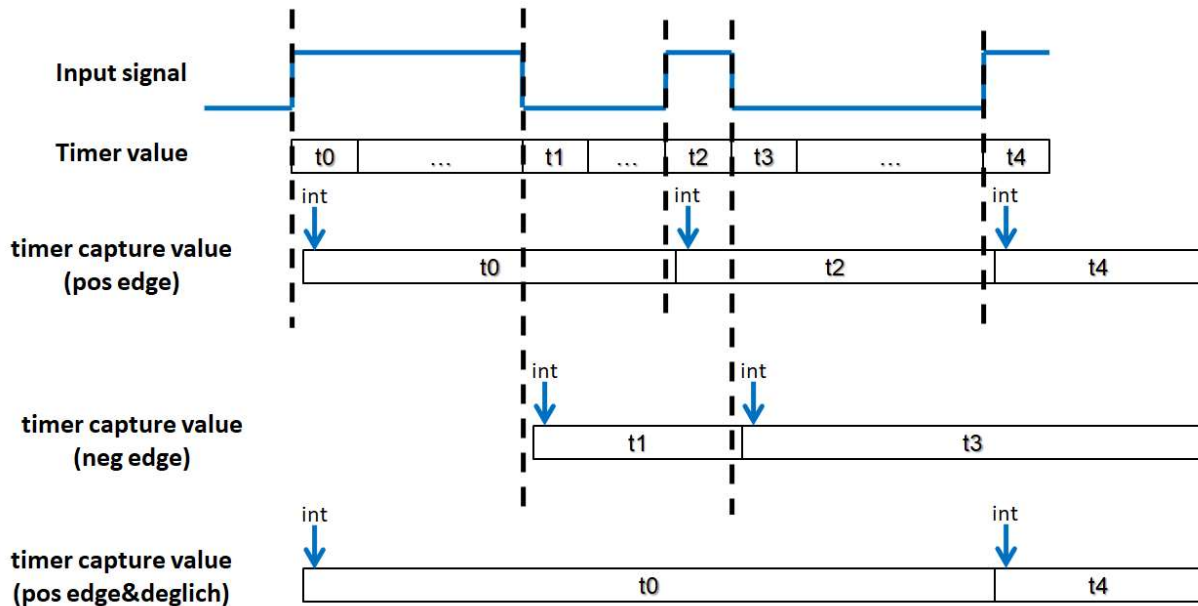 Input signal
Timer value
t0 ... t1 ... t2 t3 ... t4
int int int
timer capture value
(pos edge)
t0 t2 t4
int int
timer capture value
(neg edge)
t1 t3
int int
timer capture value
(pos edge&deglich)
t0 t4